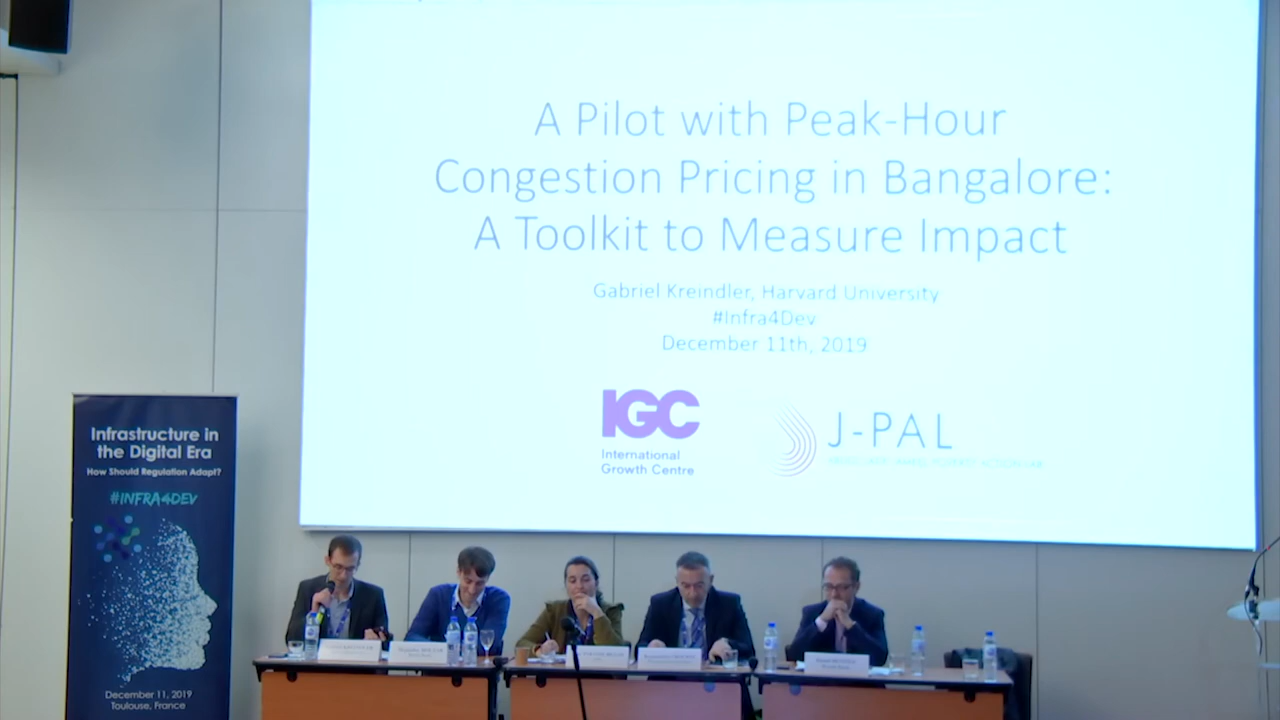 A Pilot with Peak-Hour
Congestion Pricing in Bangalore:
A Toolkit to Measure Impact
Gabriel Kreindler, Harvard University
#Infra4Dev
December 11th, 2019
IGC
International
Growth Centre
J-PAL
Infrastructure in
the Digital Era
How Should Regulation Adapt?
#INFRA4DEV
December 11, 2019
Toulouse, France